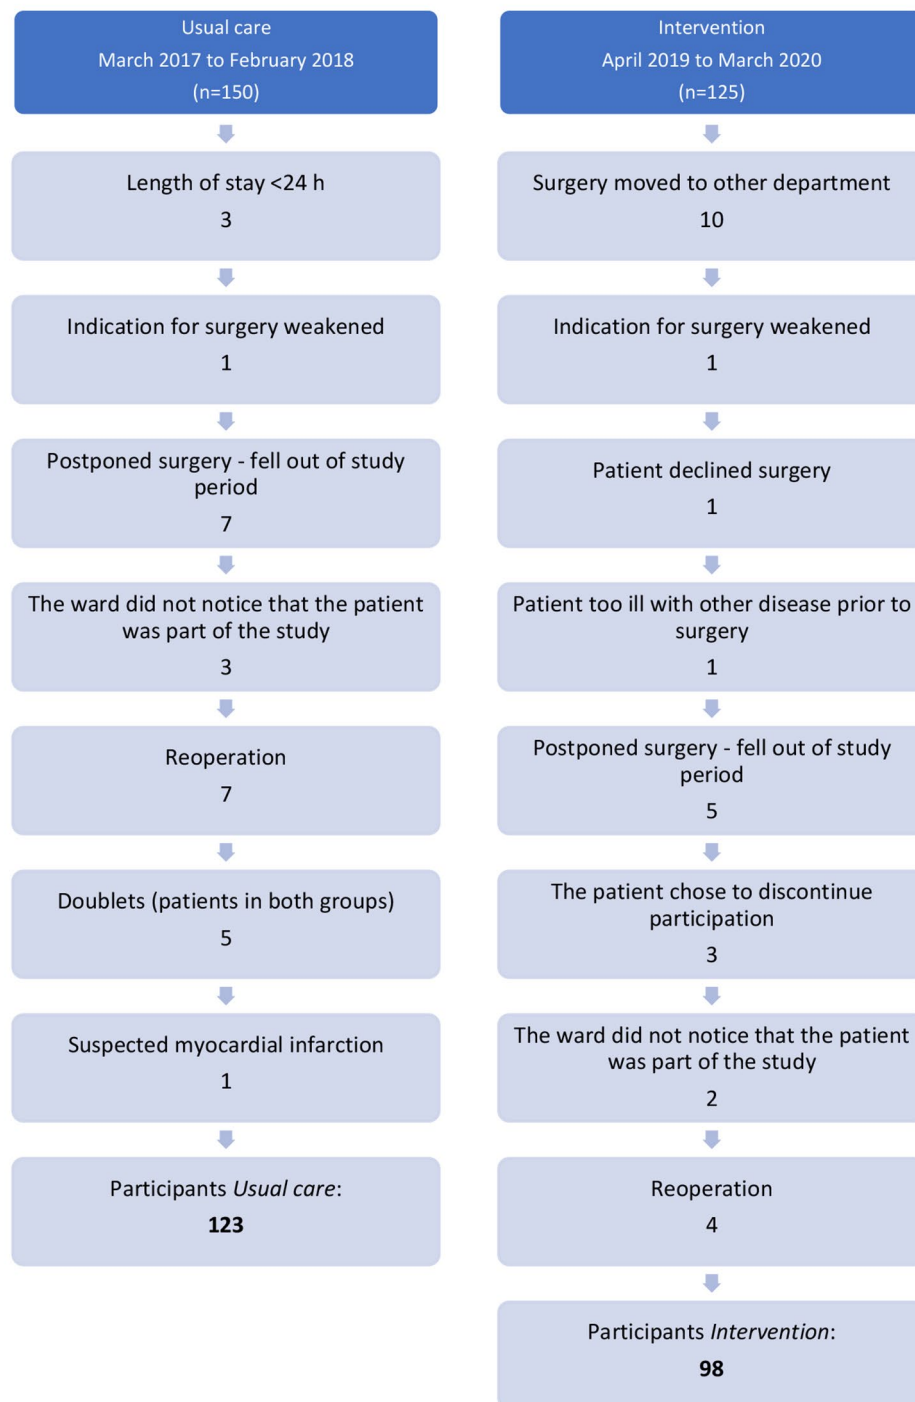 Usual care
March 2017 to February 2018
(n=150)
Length of stay <24 h
3
Indication for surgery weakened
1
Postponed surgery - fell out of study
period
7
The ward did not notice that the patient
was part of the study
3
Reoperation
7
Doublets (patients in both groups)
5
Suspected myocardial infarction
1
Participants Usual care:
123
Intervention
April 2019 to March 2020
(n=125)
Surgery moved to other department
10
Indication for surgery weakened
1
Patient declined surgery
1
Patient too ill with other disease prior to
surgery
1
Postponed surgery - fell out of study
period
5
The patient chose to discontinue
participation
3
The ward did not notice that the patient
was part of the study
2
Reoperation
4
Participants Intervention:
98